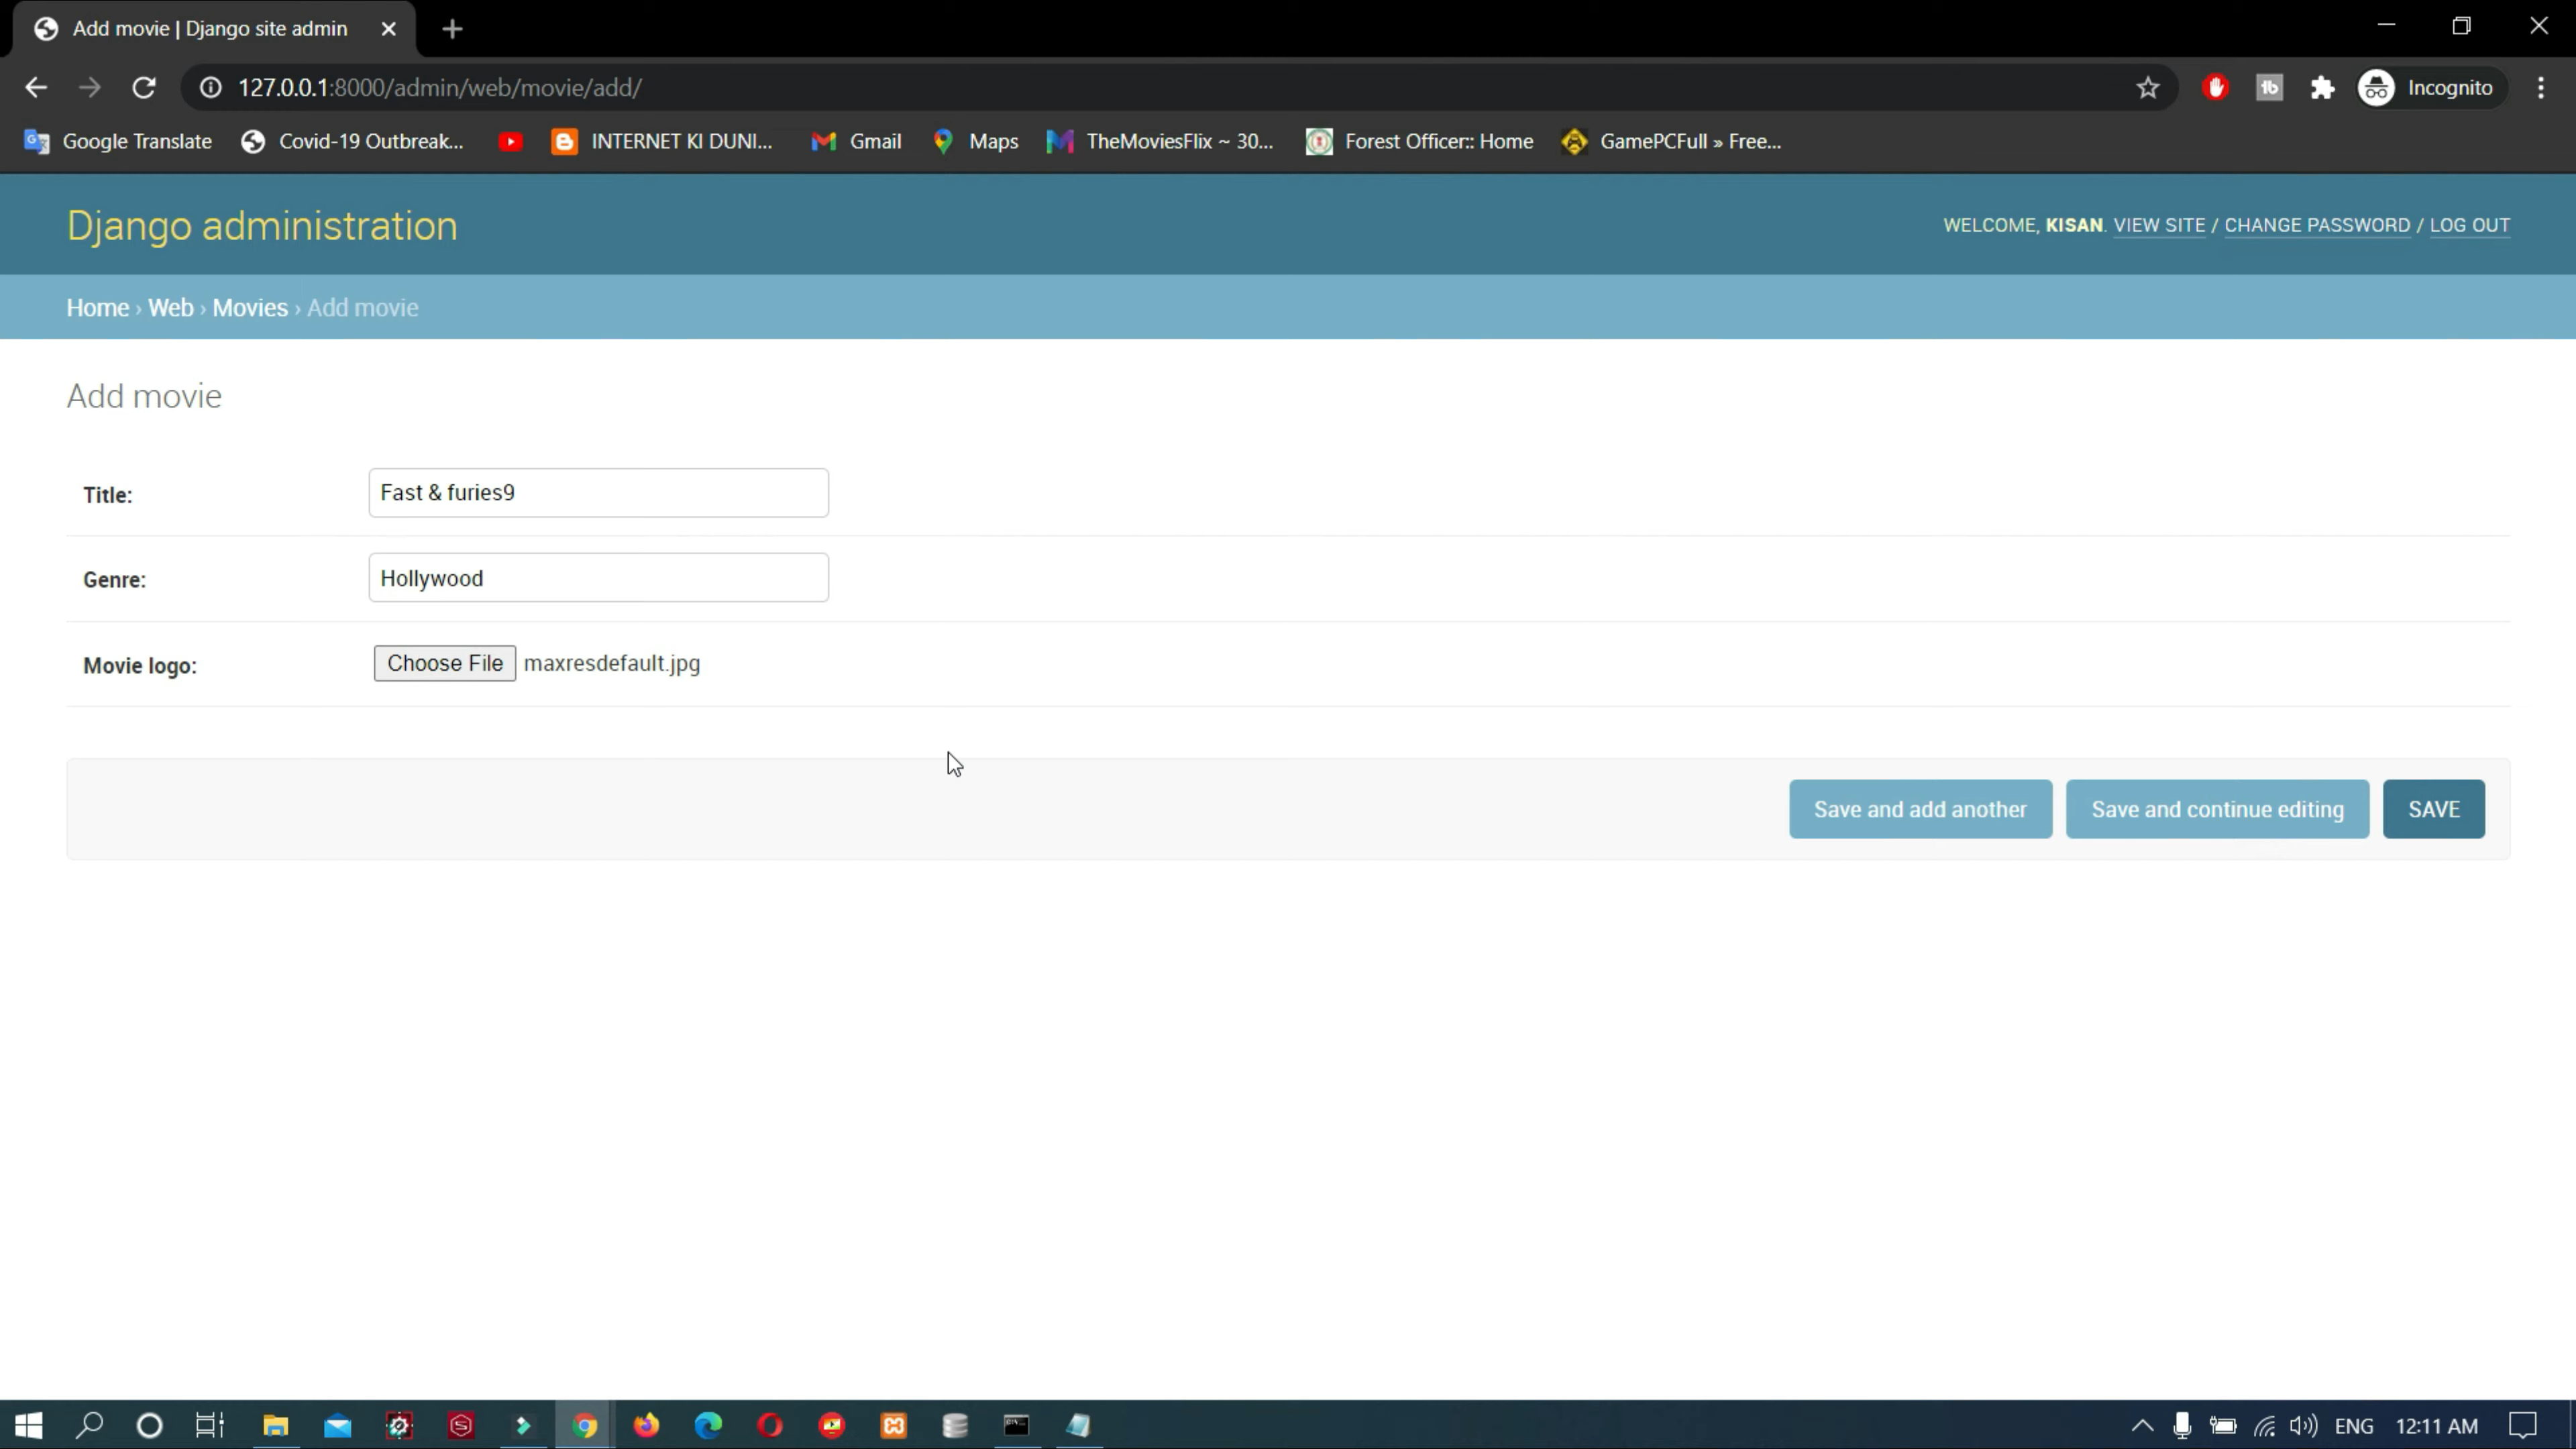 Add movie | Django site admin
127.0.0.1:8000/admin/web/movie/add/
Incognito
Google Translate Covid-19 Outbreak... INTERNET KI DUNI... Gmail Maps TheMoviesFlix ~ 30... Forest Officer:: Home GamePCFull » Free...
Django administration
WELCOME, KISAN. VIEW SITE / CHANGE PASSWORD / LOG OUT
Home › Web › Movies › Add movie
Add movie
Title: Fast & furies9
Genre: Hollywood
Movie logo: Choose File maxresdefault.jpg
Save and add another Save and continue editing SAVE
ENG 12:11 AM